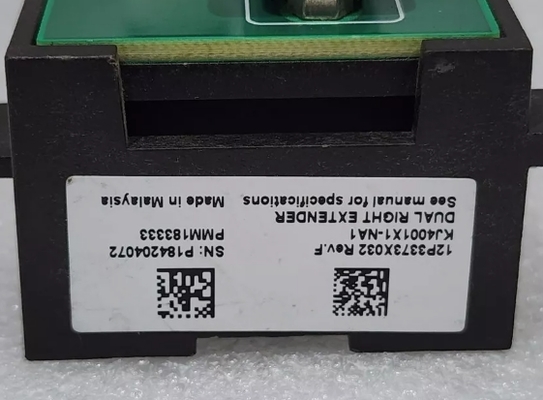 12P3373X032 Rev.F
KJ4001X1-NA1
DUAL RIGHT EXTENDER
See manual for specifications.
SN: P184204072
PMM183333
Made in Malaysia